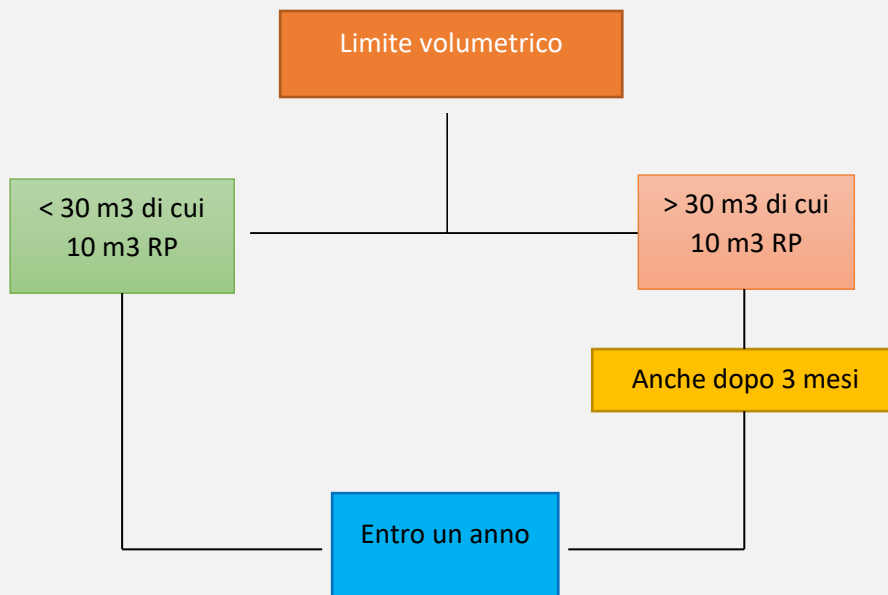 Limite volumetrico
< 30 m3 di cui
10 m3 RP
> 30 m3 di cui
10 m3 RP
Anche dopo 3 mesi
Entro un anno